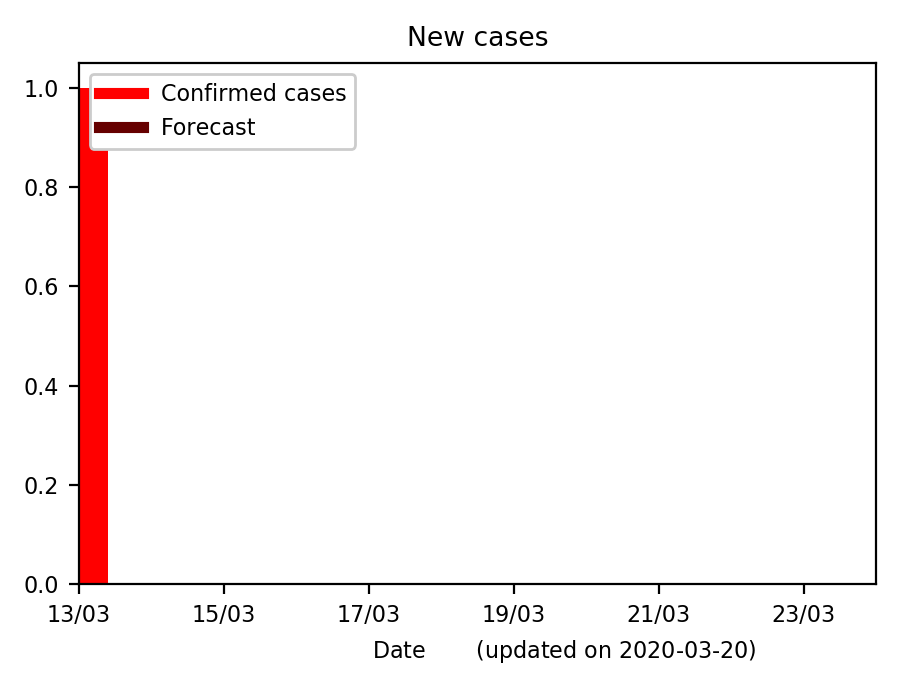 New cases
Confirmed cases
Forecast
1.0
0.8
0.6
0.4
0.2
0.0
13/03 15/03 17/03 19/03 21/03 23/03
Date (updated on 2020-03-20)